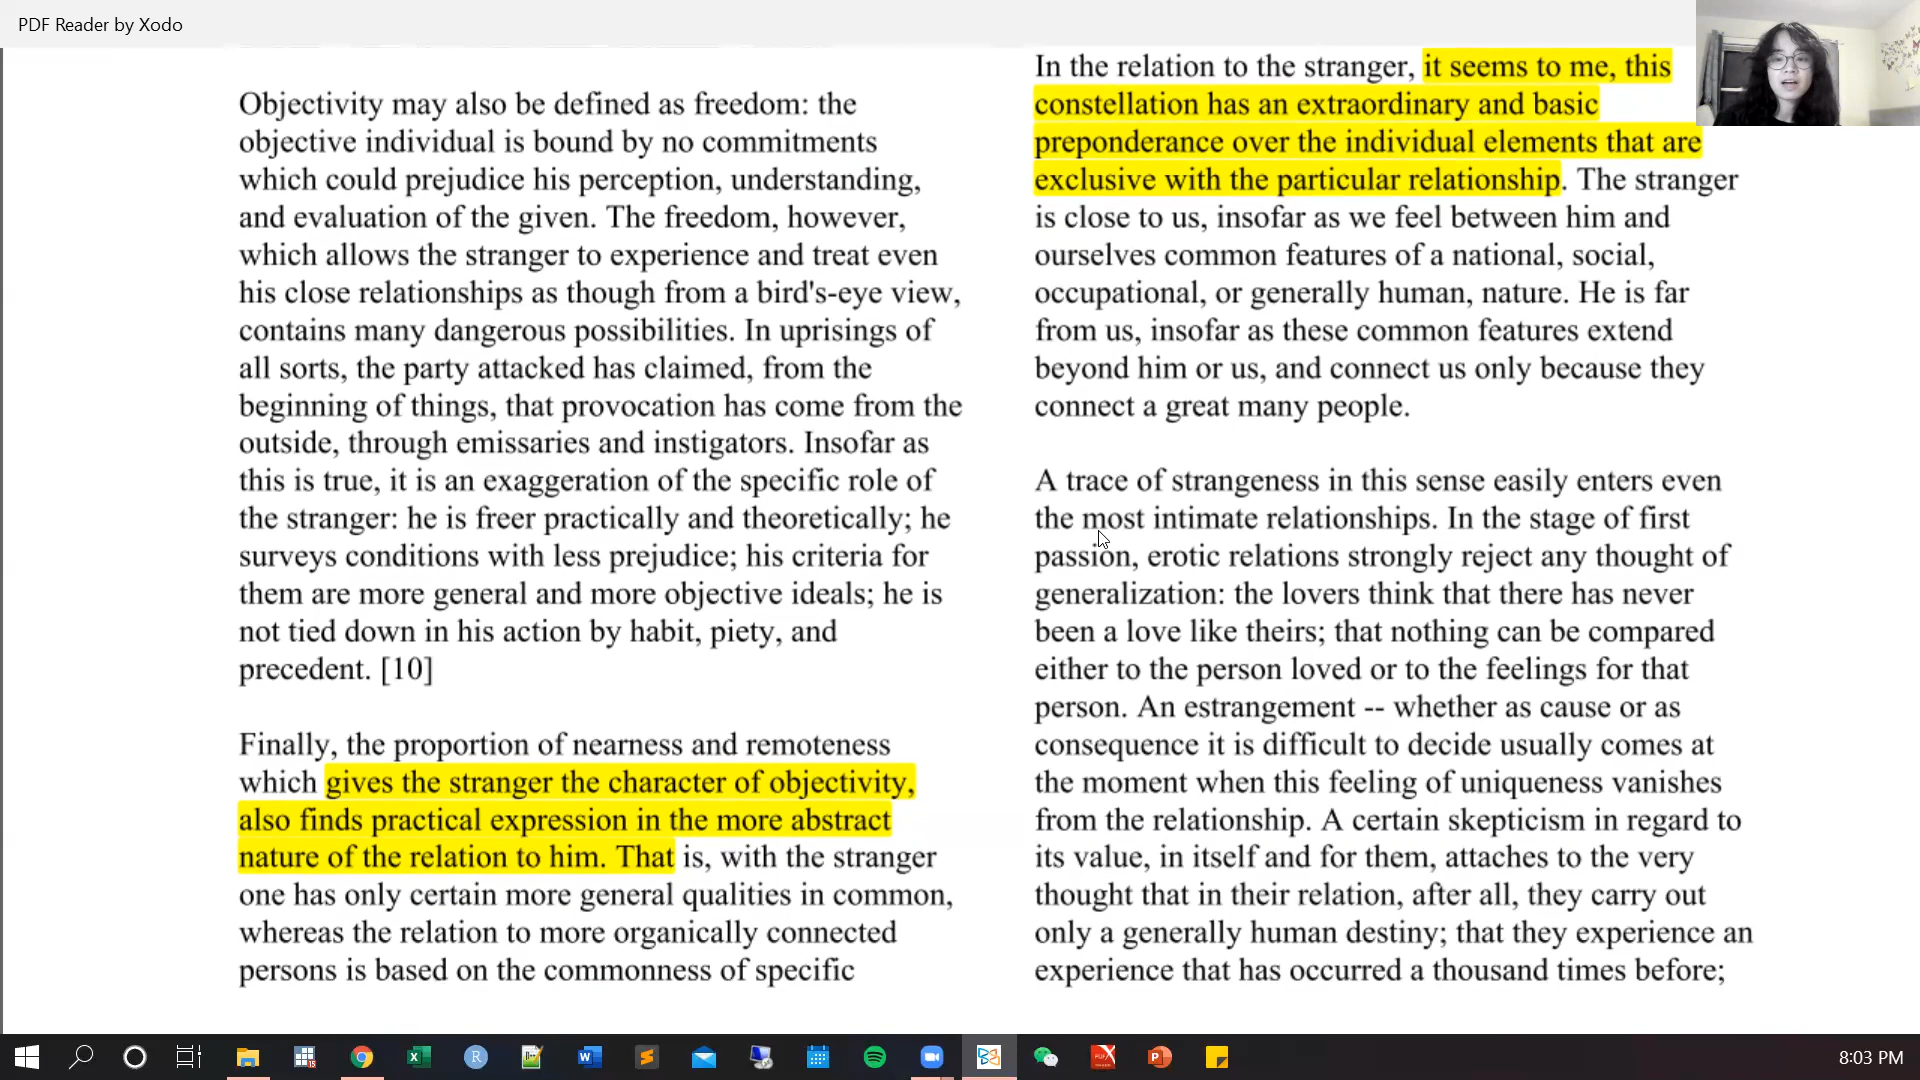 PDF Reader by Xodo
Objectivity may also be defined as freedom: the
objective individual is bound by no commitments
which could prejudice his perception, understanding,
and evaluation of the given. The freedom, however,
which allows the stranger to experience and treat even
his close relationships as though from a bird's-eye view,
contains many dangerous possibilities. In uprisings of
all sorts, the party attacked has claimed, from the
beginning of things, that provocation has come from the
outside, through emissaries and instigators. Insofar as
this is true, it is an exaggeration of the specific role of
the stranger: he is freer practically and theoretically; he
surveys conditions with less prejudice; his criteria for
them are more general and more objective ideals; he is
not tied down in his action by habit, piety, and
precedent. [10]
Finally, the proportion of nearness and remoteness
which gives the stranger the character of objectivity,
also finds practical expression in the more abstract
nature of the relation to him. That is, with the stranger
one has only certain more general qualities in common,
whereas the relation to more organically connected
persons is based on the commonness of specific
In the relation to the stranger, it seems to me, this
constellation has an extraordinary and basic
preponderance over the individual elements that are
exclusive with the particular relationship. The stranger
is close to us, insofar as we feel between him and
ourselves common features of a national, social,
occupational, or generally human, nature. He is far
from us, insofar as these common features extend
beyond him or us, and connect us only because they
connect a great many people.
A trace of strangeness in this sense easily enters even
the most intimate relationships. In the stage of first
passion, erotic relations strongly reject any thought of
generalization: the lovers think that there has never
been a love like theirs; that nothing can be compared
either to the person loved or to the feelings for that
person. An estrangement -- whether as cause or as
consequence it is difficult to decide usually comes at
the moment when this feeling of uniqueness vanishes
from the relationship. A certain skepticism in regard to
its value, in itself and for them, attaches to the very
thought that in their relation, after all, they carry out
only a generally human destiny; that they experience an
experience that has occurred a thousand times before;
8:03 PM